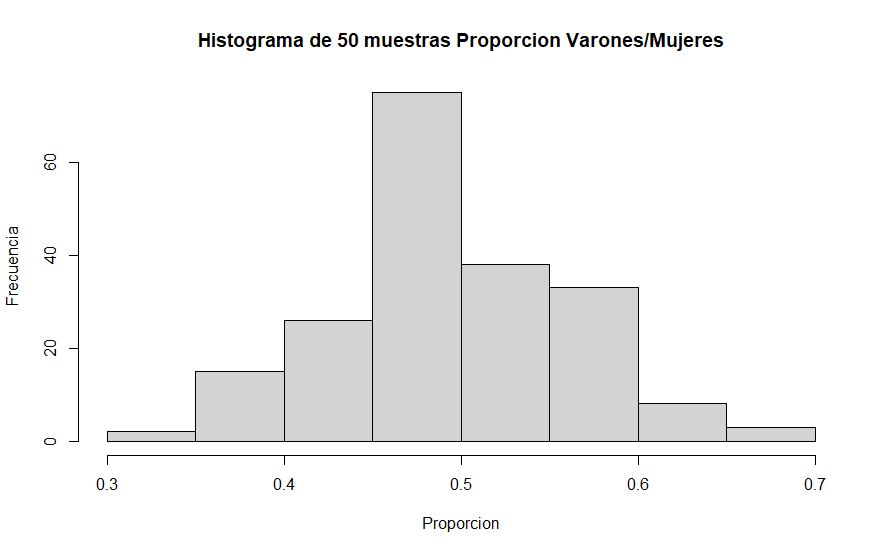 Histograma de 50 muestras Proporcion Varones/Mujeres
Frecuencia
60
40
20
0
0.3 0.4 0.5 0.6 0.7
Proporcion